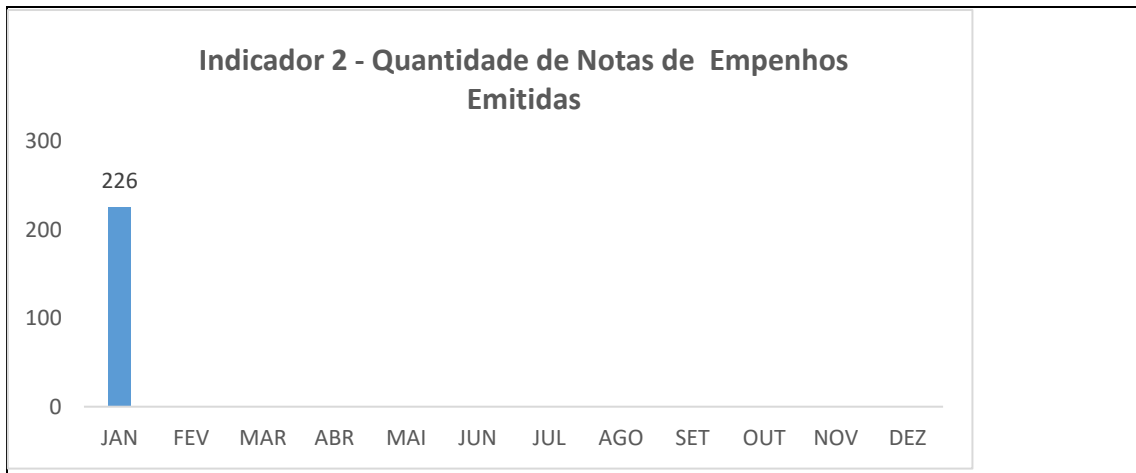 Indicador 2 - Quantidade de Notas de  Empenhos
Emitidas
300
226
200
100
0
JAN FEV MAR ABR MAI JUN JUL AGO SET OUT NOV DEZ